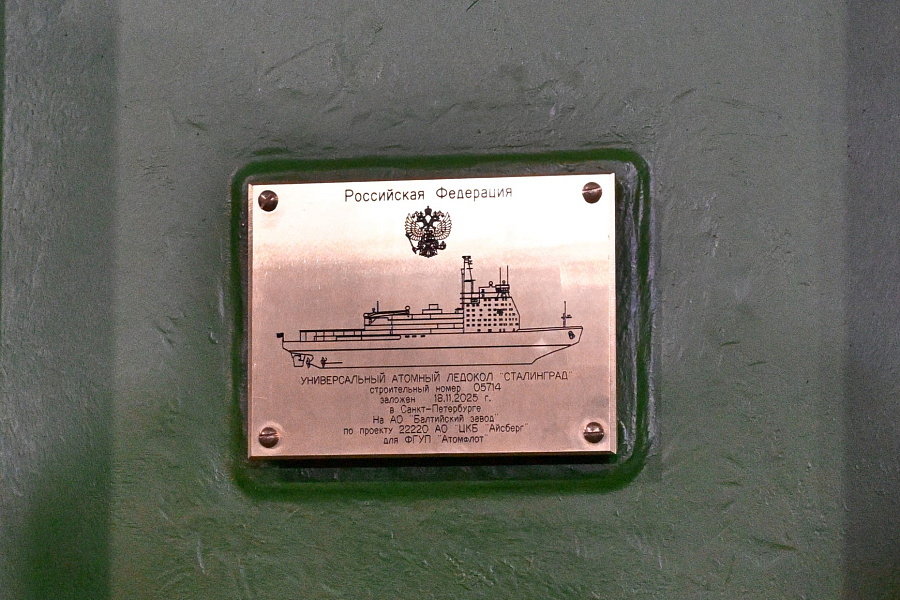 Российская Федерация
УНИВЕРСАЛЬНЫЙ АТОМНЫЙ ЛЕДОКОЛ "СТАЛИНГРАД"
строительный номер 05714
заложен 18.11.2025 г.
в Санкт-Петербурге
На АО "Балтийский завод"
по проекту 22220 АО "ЦКБ "Айсберг"
для ФГУП "Атомфлот"